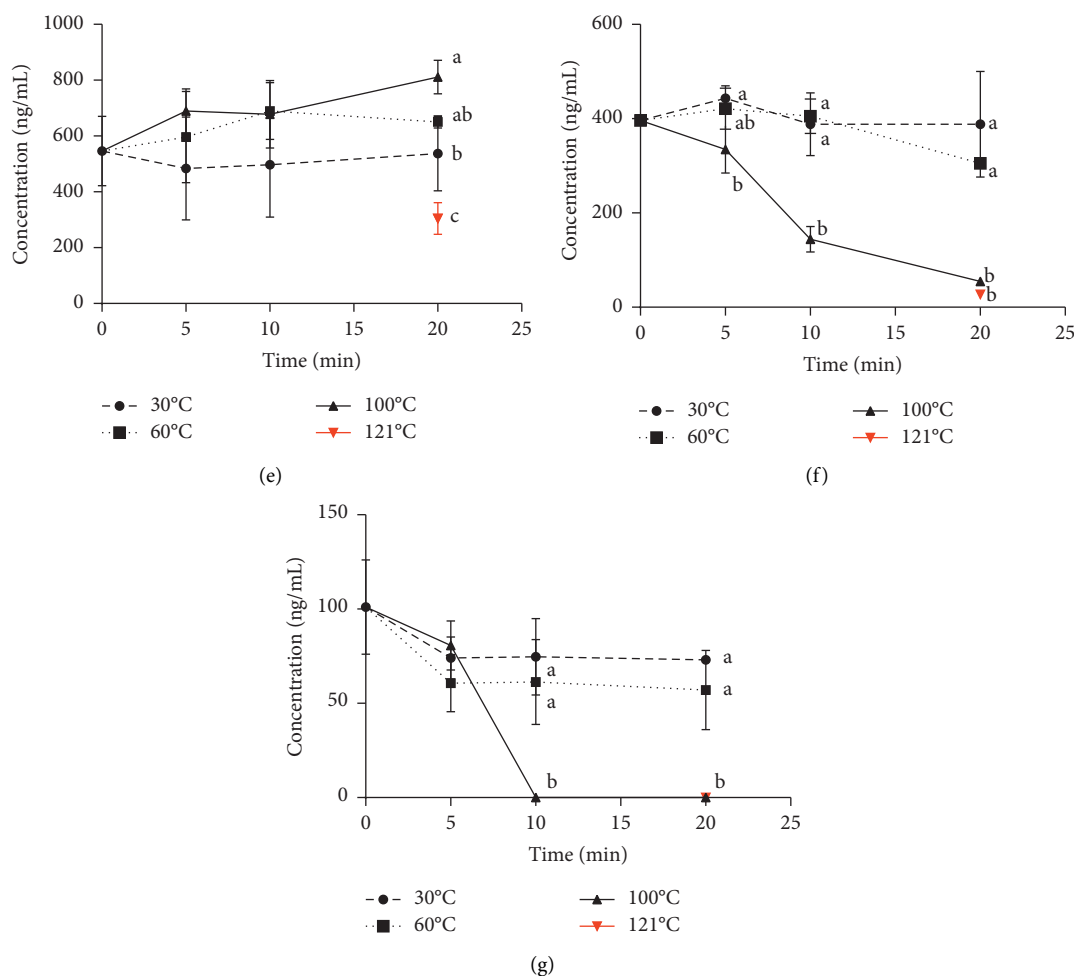 1000
800
600
400
200
0
Concentration (ng/mL)
a
ab
b
c
0 5 10 15 20 25
Time (min)
30°C 100°C
60°C 121°C
(e)
600
400
200
0
Concentration (ng/mL)
a
ab
b
a
a
b
a
a
b
b
0 5 10 15 20 25
Time (min)
30°C 100°C
60°C 121°C
(f)
150
100
50
0
Concentration (ng/mL)
a
a
b
a
a
b
0 5 10 15 20 25
Time (min)
30°C 100°C
60°C 121°C
(g)